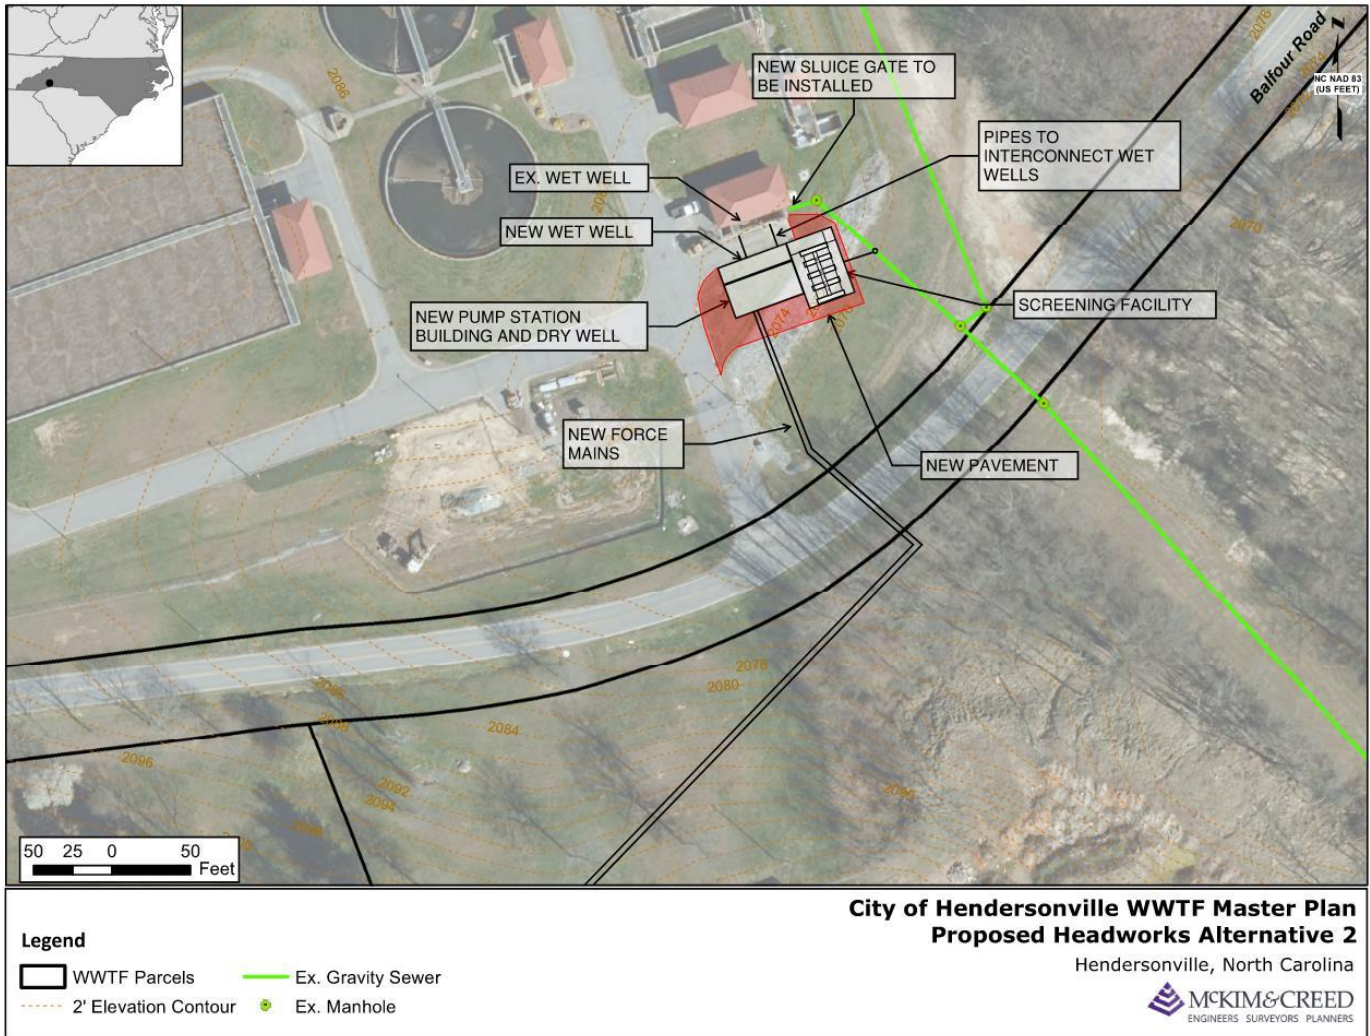 2076
Balfour Road
NC NAD 83
(US FEET)
2086
NEW SLUICE GATE TO
BE INSTALLED
PIPES TO
INTERCONNECT WET
WELLS
EX. WET WELL
NEW WET WELL
2070
SCREENING FACILITY
NEW PUMP STATION
BUILDING AND DRY WELL
2074
2070
NEW FORCE
MAINS
NEW PAVEMENT
2078
2080
2084
2096
2092
2094
50 25 0 50
Feet
City of Hendersonville WWTF Master Plan
Proposed Headworks Alternative 2
Hendersonville, North Carolina
Legend
WWTF Parcels
Ex. Gravity Sewer
2' Elevation Contour
Ex. Manhole
McKIM&CREED
ENGINEERS SURVEYORS PLANNERS